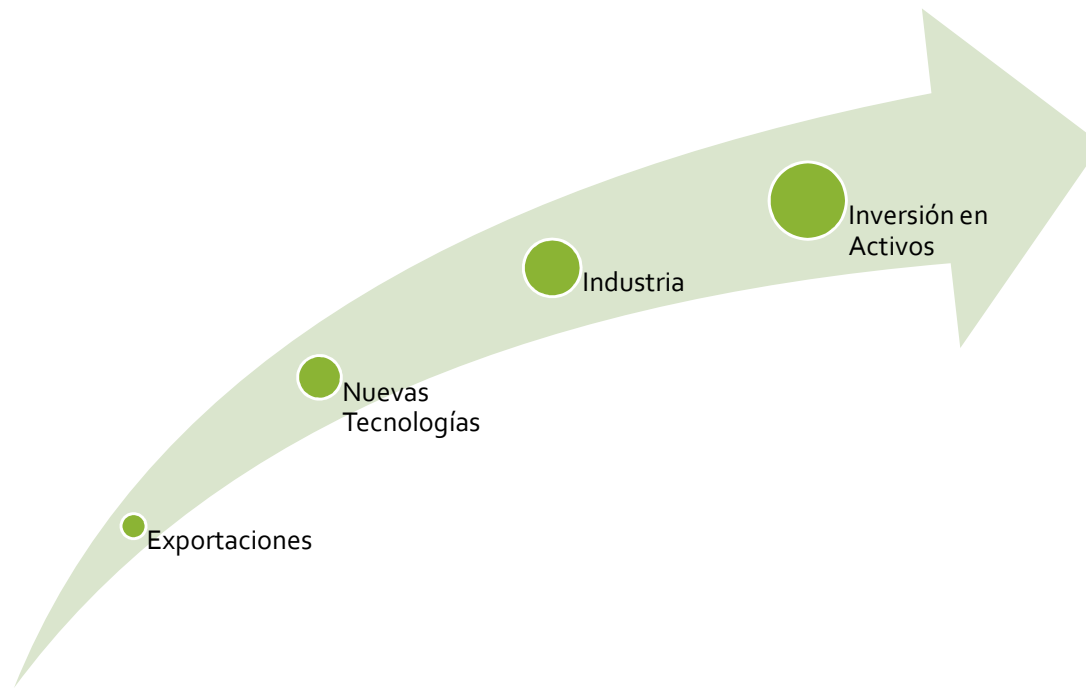 Inversión en
Activos
Industria
Nuevas
Tecnologías
Exportaciones